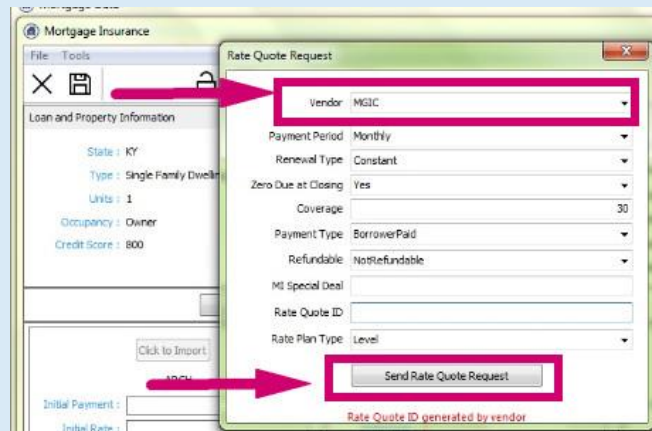 Mortgage Data
Mortgage Insurance
File Tools
Loan and Property Information
State : KY
Type : Single Family Dwelling
Units : 1
Occupancy : Owner
Credit Score : 800
Click to Import
ARCH
Initial Payment :
Initial Rate :
Rate Quote Request
X
Vendor MGIC
Payment Period Monthly
Renewal Type Constant
Zero Due at Closing Yes
Coverage 30
Payment Type BorrowerPaid
Refundable NotRefundable
MI Special Deal
Rate Quote ID
Rate Plan Type Level
Send Rate Quote Request
Rate Quote ID generated by vendor